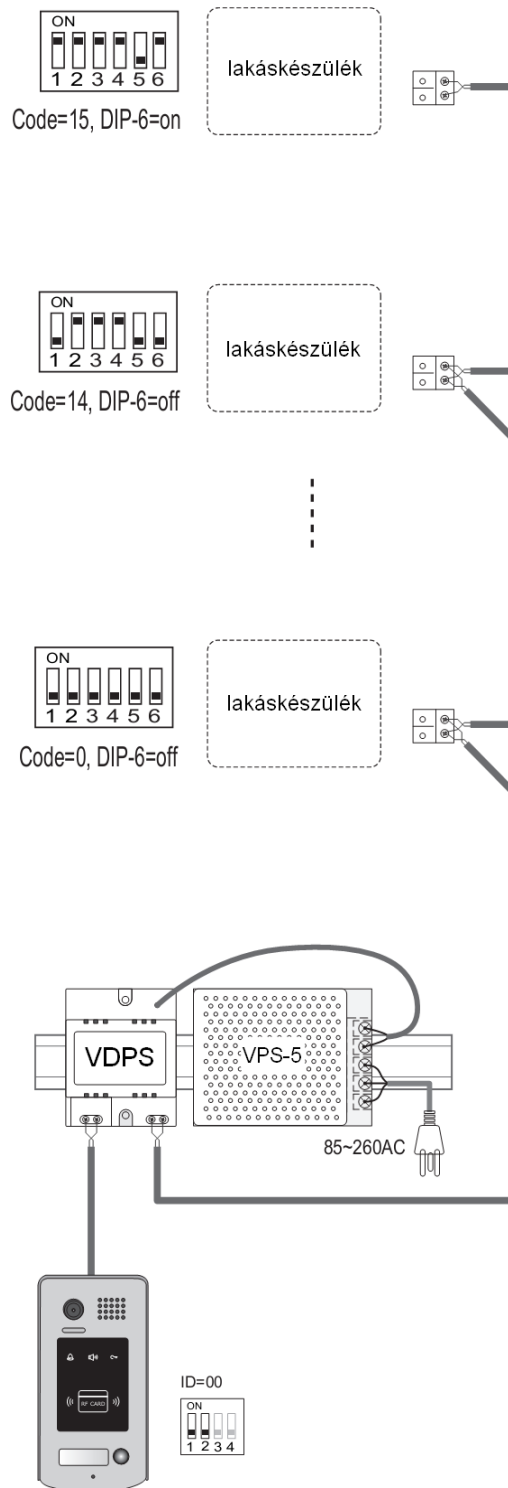 ON
1 2 3 4 5 6
Code=15, DIP-6=on
lakáskészülék
ON
1 2 3 4 5 6
Code=14, DIP-6=off
lakáskészülék
ON
1 2 3 4 5 6
Code=0, DIP-6=off
lakáskészülék
VDPS
VPS-5
85~260AC
RF CARD
ID=00
ON
1 2 3 4